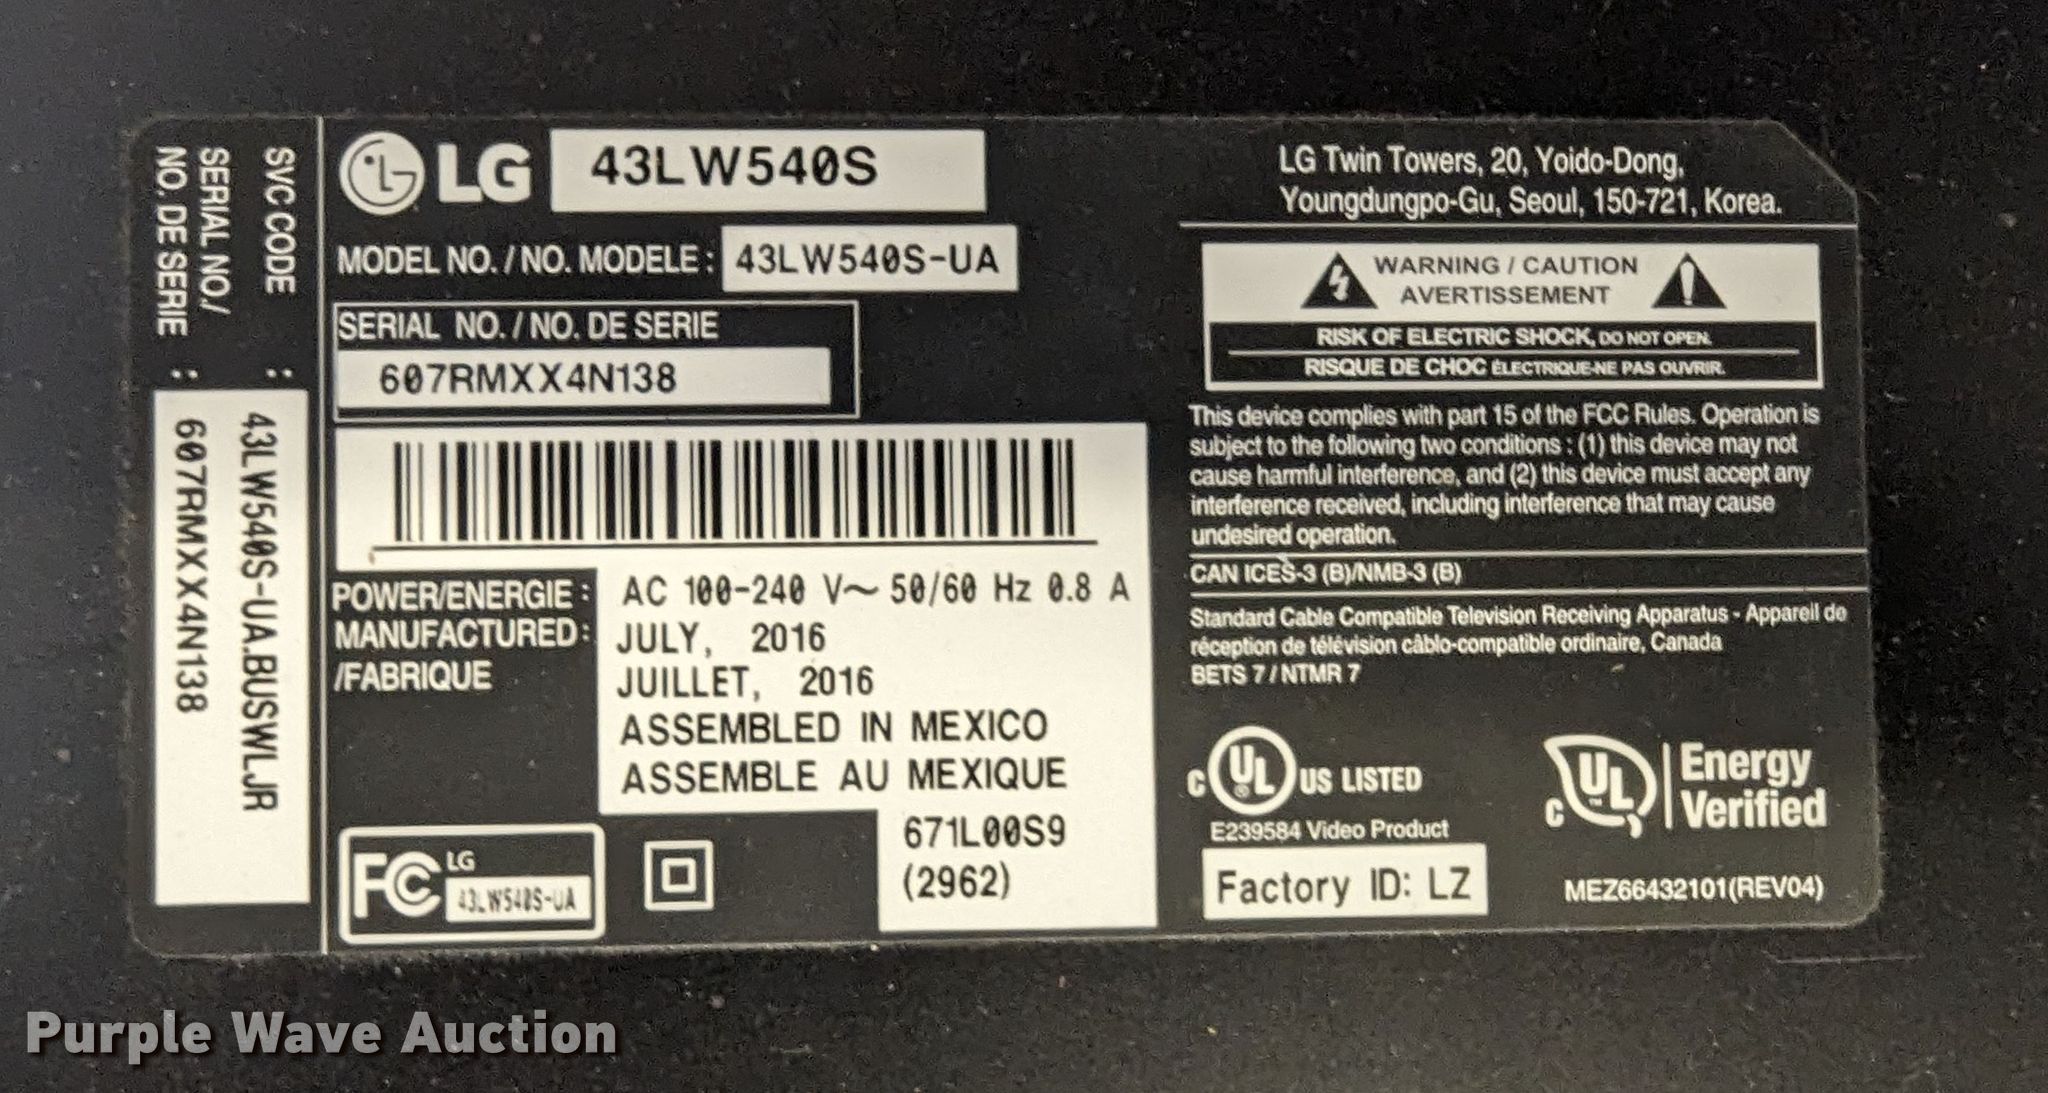 SVC CODE : 43LW540S-UA.BUSWLJR
SERIAL NO./
NO. DE SERIE : 607RMXX4N138
LG 43LW540S
MODEL NO. / NO. MODELE : 43LW540S-UA
SERIAL NO. / NO. DE SERIE
607RMXX4N138
POWER/ENERGIE : AC 100-240 V~ 50/60 Hz 0.8 A
MANUFACTURED : JULY, 2016
/FABRIQUE JUILLET, 2016
ASSEMBLED IN MEXICO
ASSEMBLE AU MEXIQUE
671L00S9
(2962)
FC LG
43LW540S-UA
LG Twin Towers, 20, Yoido-Dong,
Youngdungpo-Gu, Seoul, 150-721, Korea.
WARNING / CAUTION
AVERTISSEMENT
RISK OF ELECTRIC SHOCK, DO NOT OPEN.
RISQUE DE CHOC ÉLECTRIQUE-NE PAS OUVRIR.
This device complies with part 15 of the FCC Rules. Operation is
subject to the following two conditions : (1) this device may not
cause harmful interference, and (2) this device must accept any
interference received, including interference that may cause
undesired operation.
CAN ICES-3 (B)/NMB-3 (B)
Standard Cable Compatible Television Receiving Apparatus - Appareil de
réception de télévision câblo-compatible ordinaire, Canada
BETS 7 / NTMR 7
C UL ® US LISTED
E239584 Video Product
Factory ID: LZ
C UL ™ Energy
Verified
MEZ66432101(REV04)
Purple Wave Auction